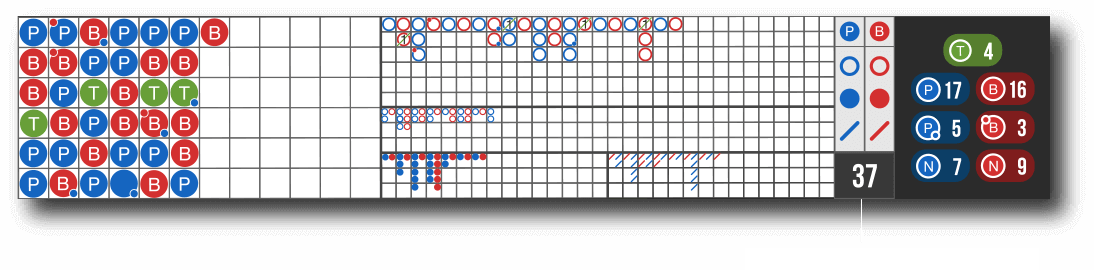 P P B P P P B P B
B B P P B B
B P T B T T T 4
P 17 B 16
T B P B B B P 5 B 3
P P B P P B N 7 N 9
P B P B P 37